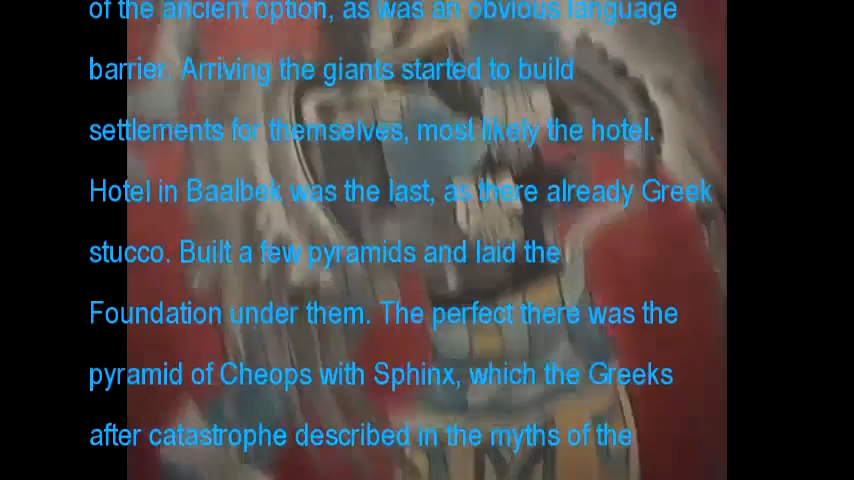 of the ancient option, as was an obvious language
barrier. Arriving the giants started to build
settlements for themselves, most likely the hotel.
Hotel in Baalbek was the last, as there already Greek
stucco. Built a few pyramids and laid the
Foundation under them. The perfect there was the
pyramid of Cheops with Sphinx, which the Greeks
after catastrophe described in the myths of the